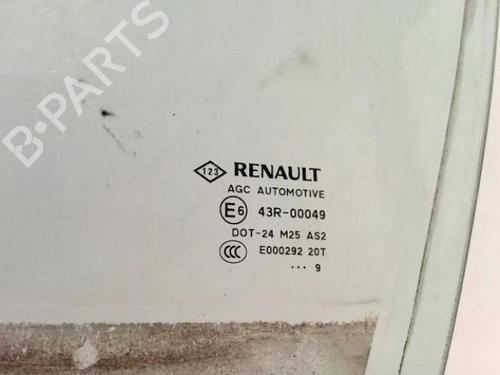 B-PARTS
123 RENAULT
AGC AUTOMOTIVE
E6 43R-00049
DOT-24 M25 AS2
CCC E000292 20T
... 9